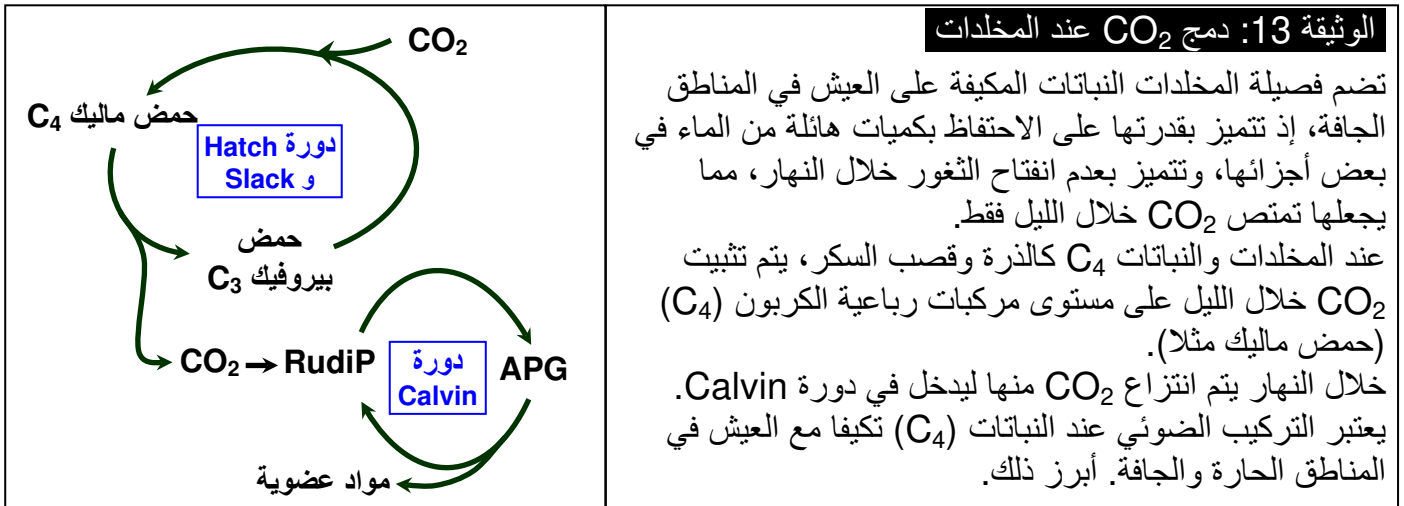 الوثيقة 13: دمج CO₂ عند المخلدات
تضم فصيلة المخلدات النباتات المكيفة على العيش في المناطق
الجافة، إذ تتميز بقدرتها على الاحتفاظ بكميات هائلة من الماء في
بعض أجزائها، وتتميز بعدم انفتاح الثغور خلال النهار، مما
يجعلها تمتص CO₂ خلال الليل فقط.
عند المخلدات والنباتات C₄ كالذرة وقصب السكر، يتم تثبيت
CO₂ خلال الليل على مستوى مركبات رباعية الكربون (C₄)
(حمض ماليك مثلا).
خلال النهار يتم انتزاع CO₂ منها ليدخل في دورة Calvin.
يعتبر التركيب الضوئي عند النباتات (C₄) تكيفا مع العيش في
المناطق الحارة والجافة. أبرز ذلك.
CO₂
حمض ماليك C₄
دورة Hatch
و Slack
حمض
بيروفيك C₃
CO₂ → RudiP
دورة
Calvin
APG
مواد عضوية